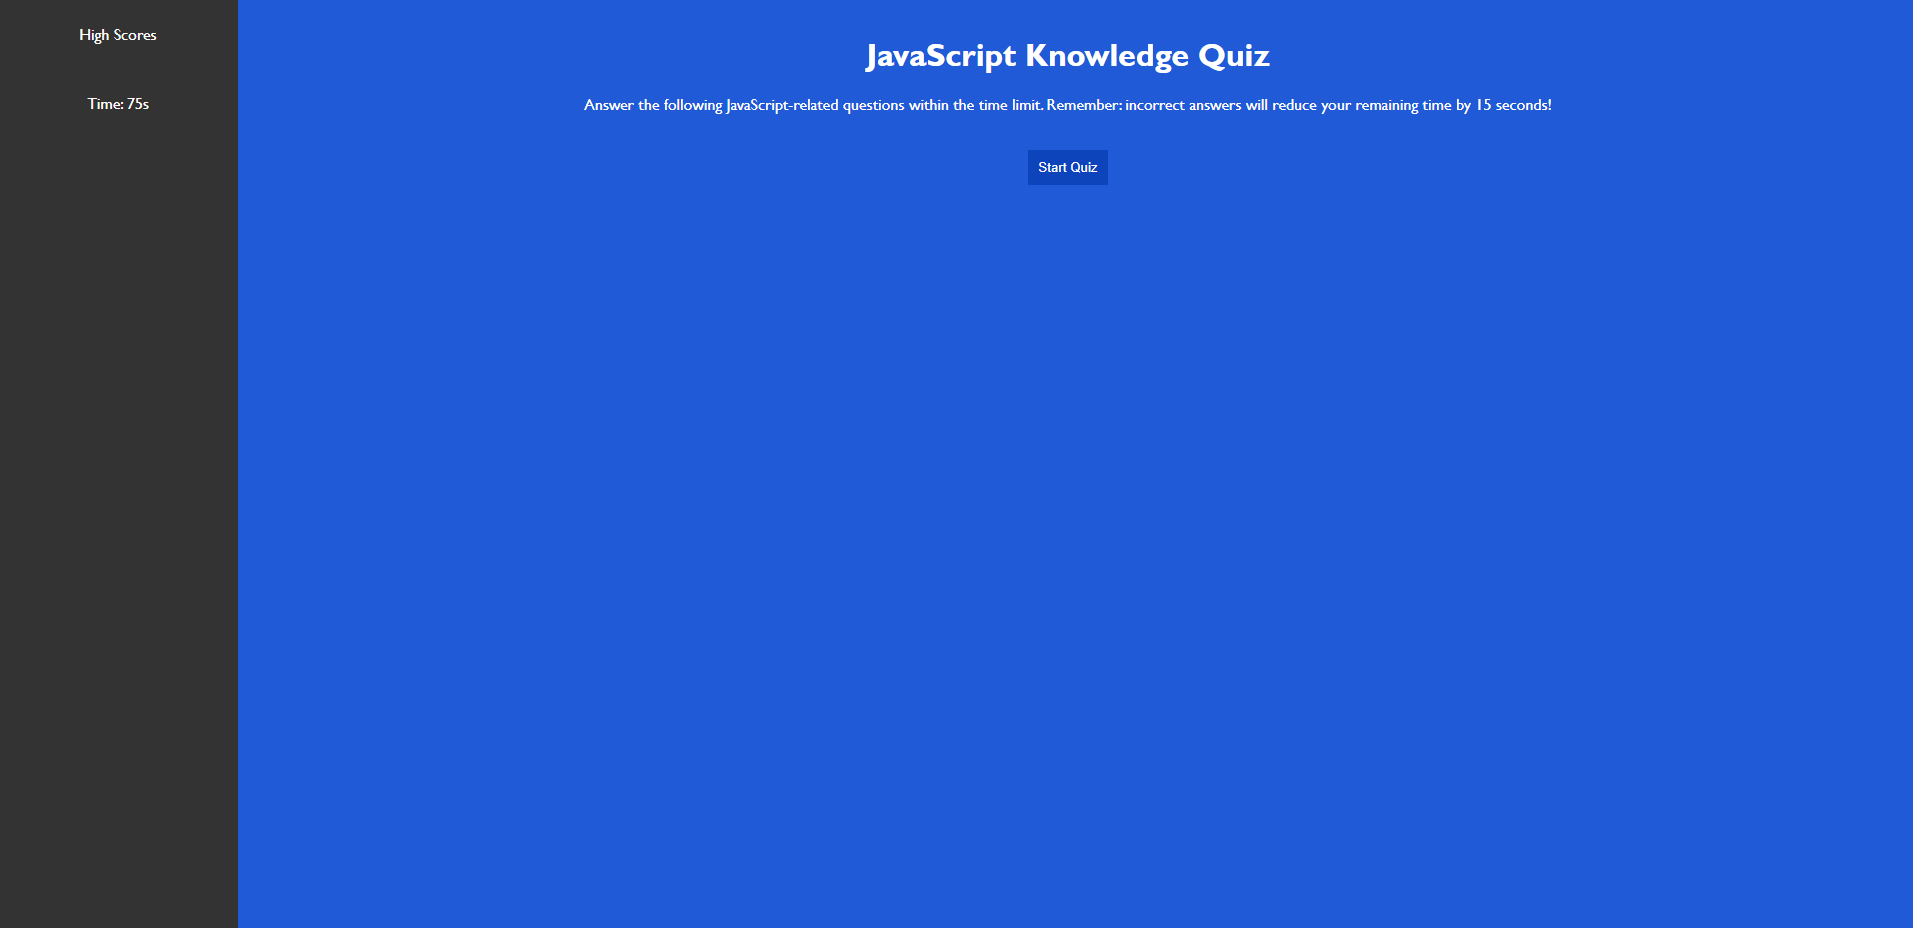 High Scores
Time: 75s
JavaScript Knowledge Quiz
Answer the following JavaScript-related questions within the time limit. Remember: incorrect answers will reduce your remaining time by 15 seconds!
Start Quiz